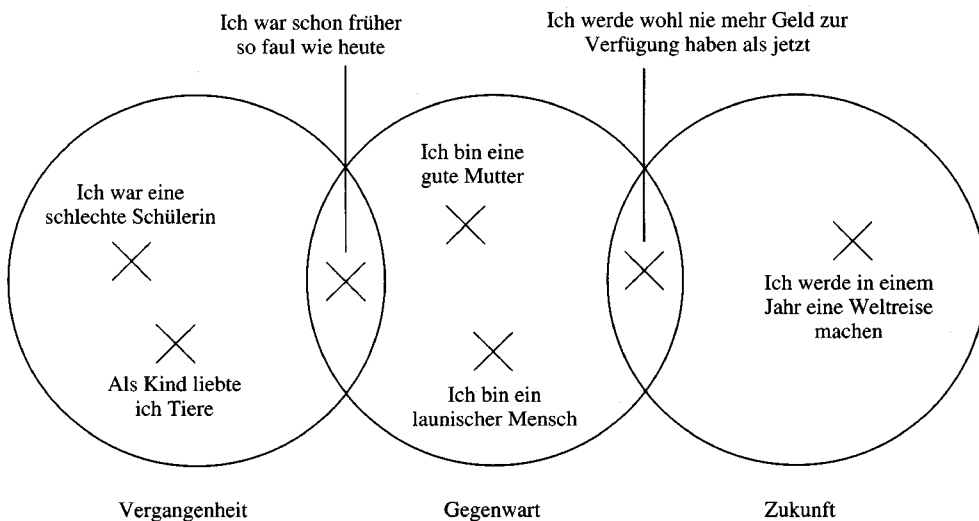 Ich war schon früher
so faul wie heute
Ich werde wohl nie mehr Geld zur
Verfügung haben als jetzt
Ich bin eine
gute Mutter
Ich war eine
schlechte Schülerin
Ich werde in einem
Jahr eine Weltreise
machen
Als Kind liebte
ich Tiere
Ich bin ein
launischer Mensch
Vergangenheit
Gegenwart
Zukunft